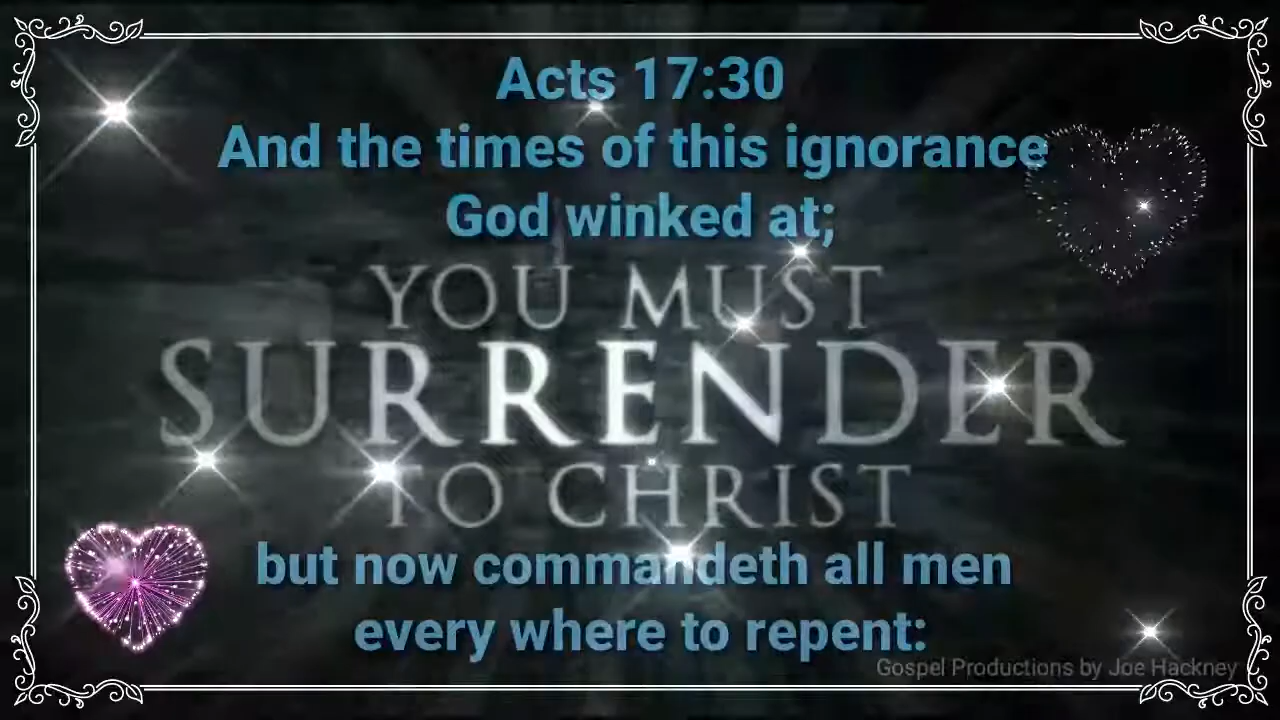 Acts 17:30
And the times of this ignorance
God winked at;
YOU MUST
SURRENDER
TO CHRIST
but now commandeth all men
every where to repent:
Gospel Productions by Joe Hackney